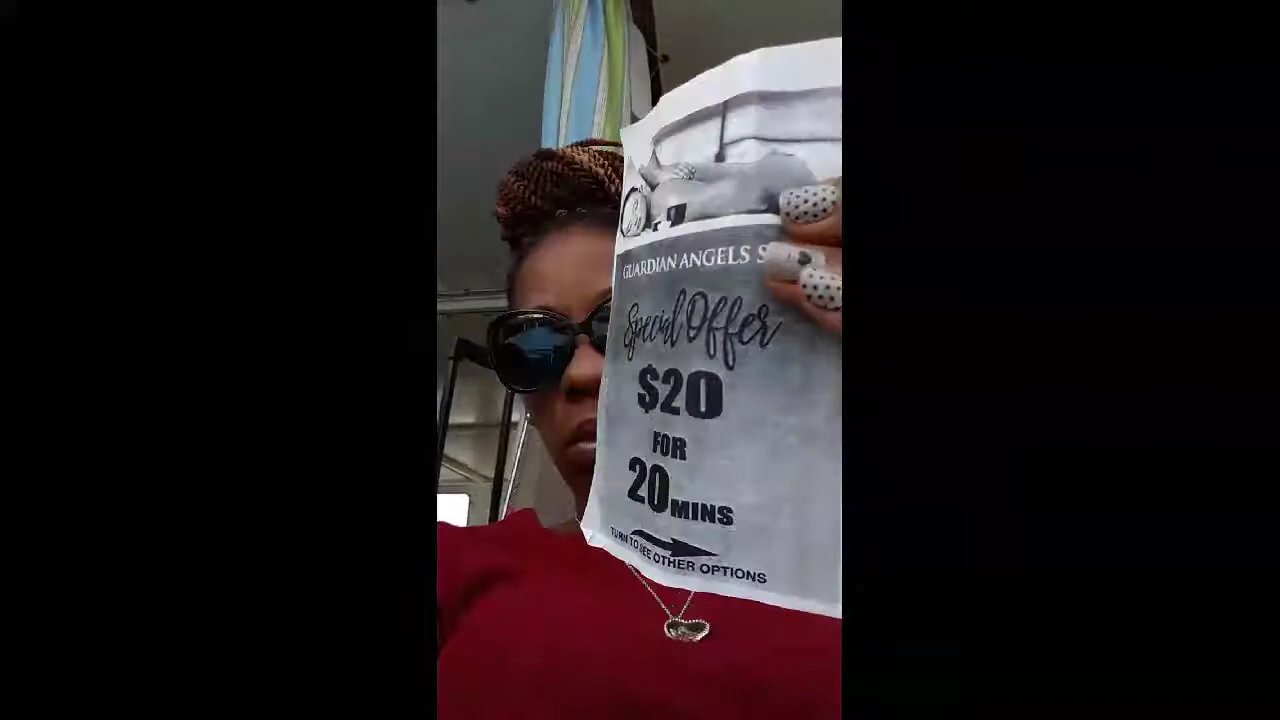 GUARDIAN ANGELS S
Special Offer
$20
FOR
20 MINS
TURN TO SEE OTHER OPTIONS